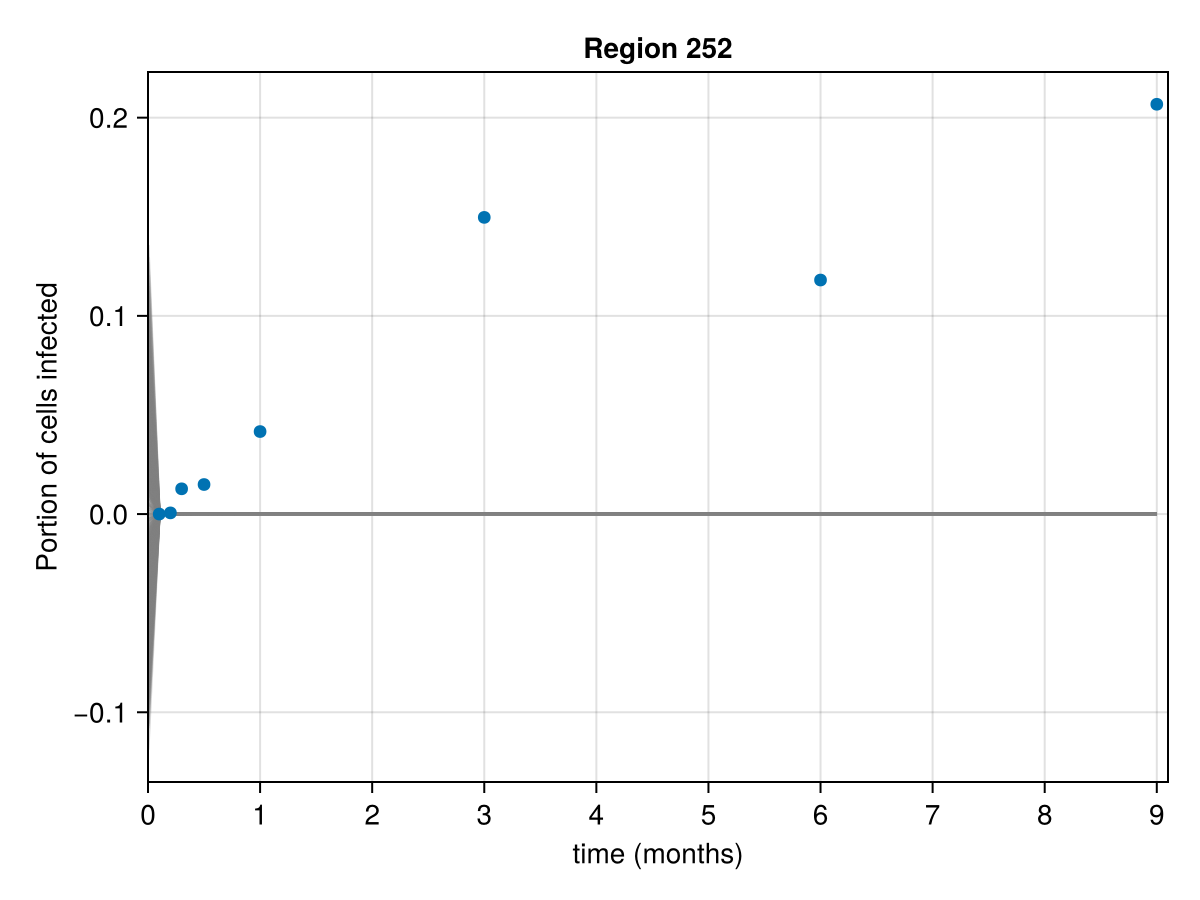 Region 252
0.2
0.1
0.0
−0.1
Portion of cells infected
0 1 2 3 4 5 6 7 8 9
time (months)